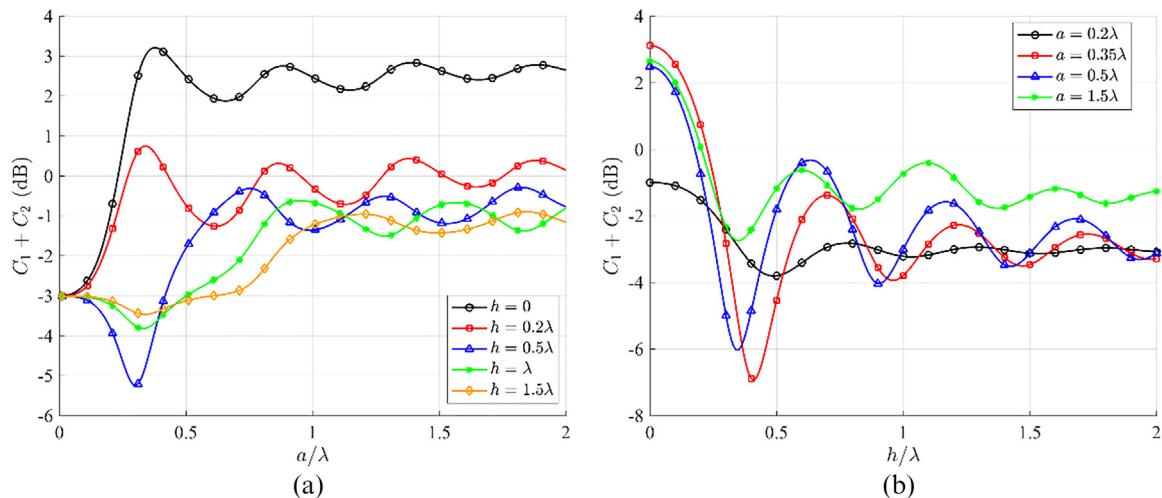 4
3
2
1
0
-1
-2
-3
-4
-5
-6
C₁ + C₂ (dB)
0
0.5
1
1.5
2
a/λ
h = 0
h = 0.2λ
h = 0.5λ
h = λ
h = 1.5λ
(a)
4
2
0
-2
-4
-6
-8
C₁ + C₂ (dB)
0
0.5
1
1.5
2
h/λ
a = 0.2λ
a = 0.35λ
a = 0.5λ
a = 1.5λ
(b)